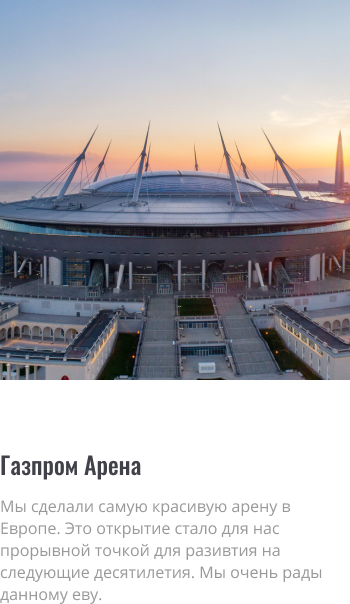 Газпром Арена
Мы сделали самую красивую арену в
Европе. Это открытие стало для нас
прорывной точкой для разивтия на
следующие десятилетия. Мы очень рады
данному еву.